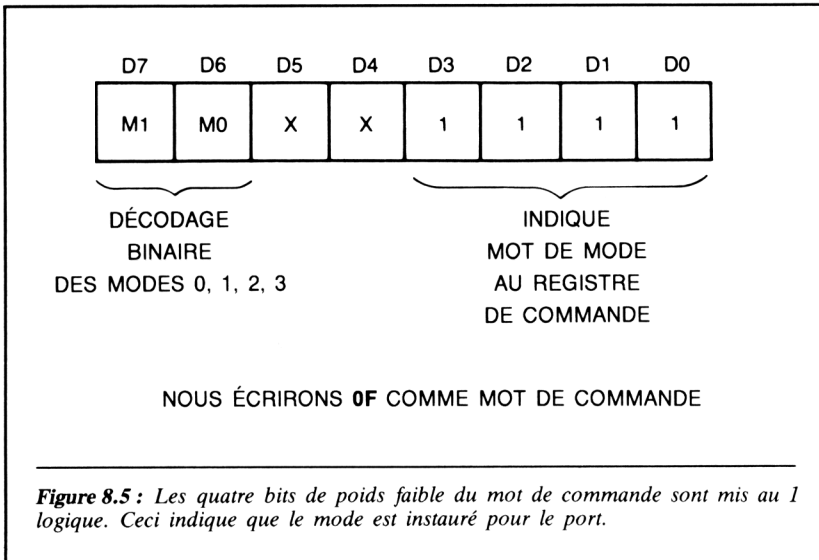 D7 D6 D5 D4 D3 D2 D1 D0
M1 M0 X X 1 1 1 1
DÉCODAGE
BINAIRE
DES MODES 0, 1, 2, 3
INDIQUE
MOT DE MODE
AU REGISTRE
DE COMMANDE
NOUS ÉCRIRONS 0F COMME MOT DE COMMANDE
Figure 8.5 : Les quatre bits de poids faible du mot de commande sont mis au 1
logique. Ceci indique que le mode est instauré pour le port.